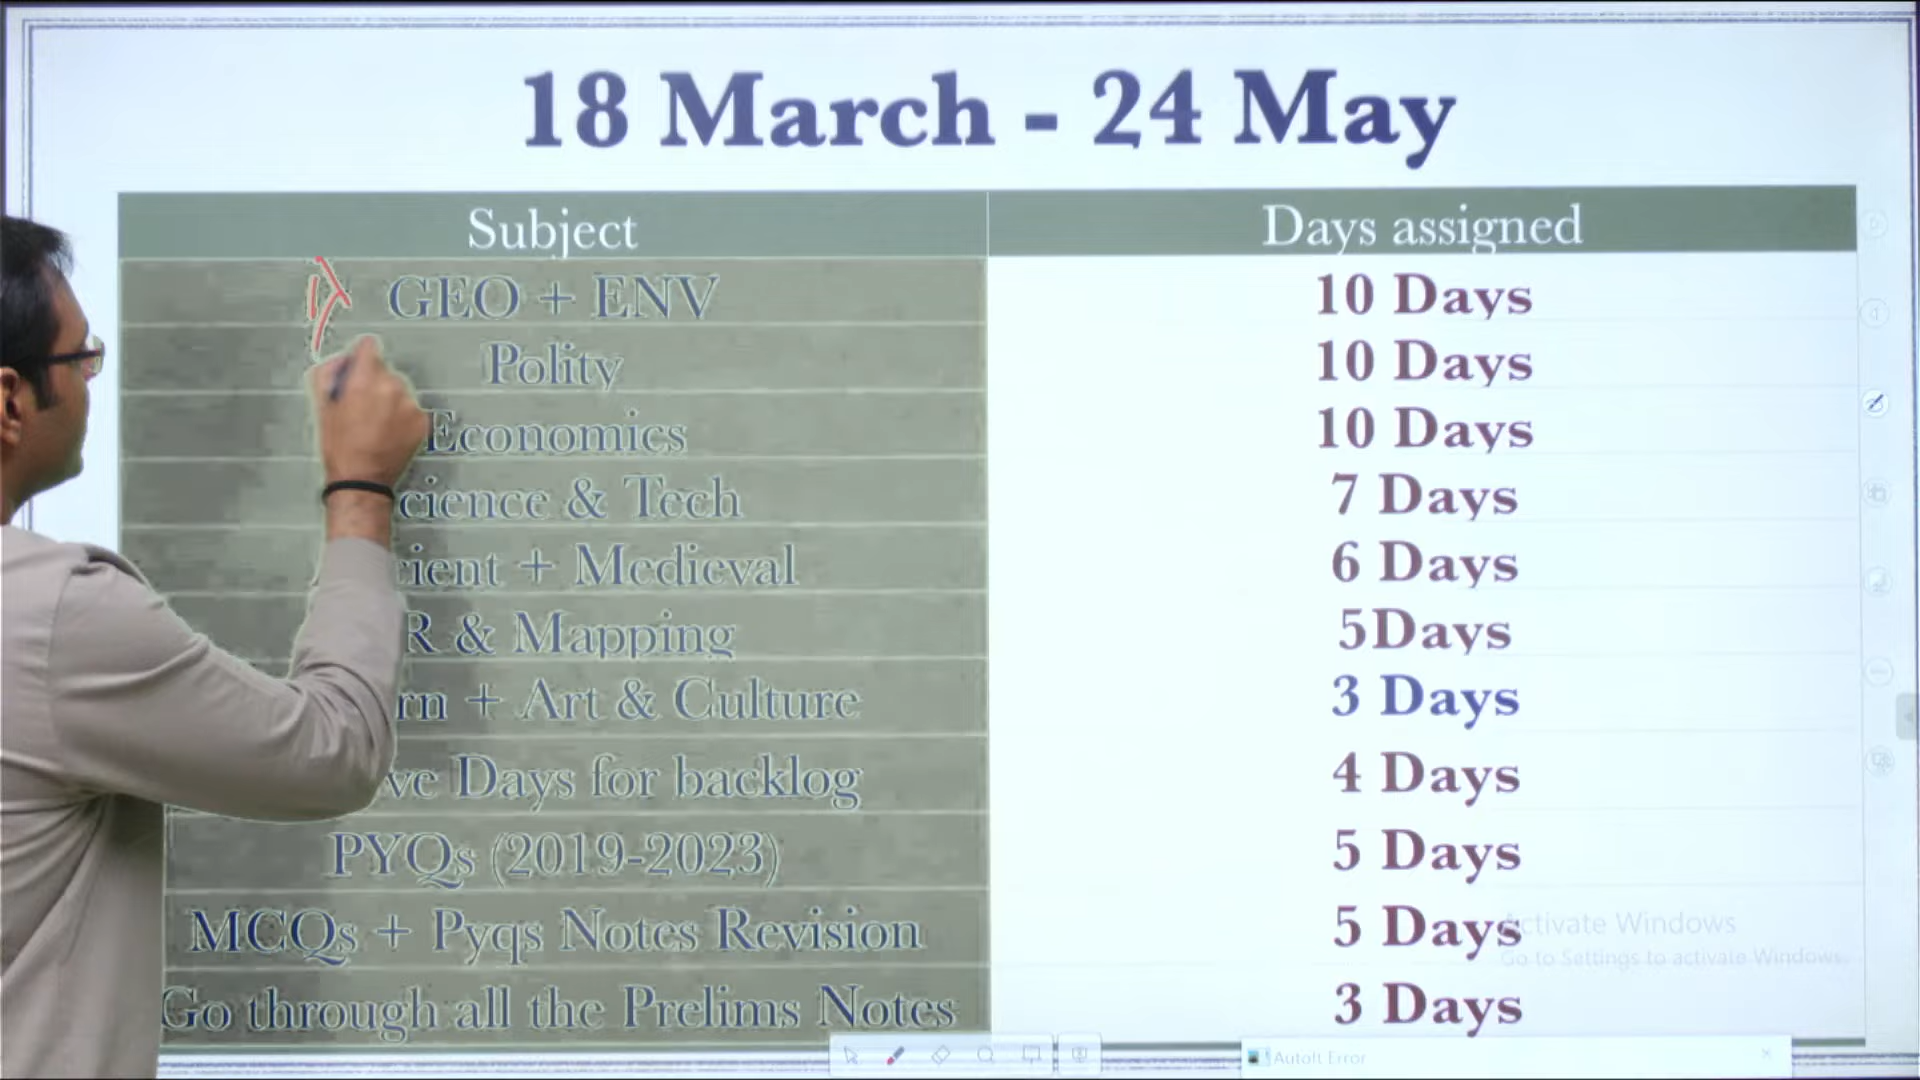 18 March - 24 May
Subject Days assigned
1) GEO + ENV 10 Days
Polity 10 Days
Economics 10 Days
cience & Tech 7 Days
cient + Medieval 6 Days
R & Mapping 5Days
rn + Art & Culture 3 Days
ve Days for backlog 4 Days
PYQs (2019-2023) 5 Days
MCQs + Pyqs Notes Revision 5 Days
Go through all the Prelims Notes 3 Days
Activate Windows
Go to Settings to activate Windows.
AutoIt Error